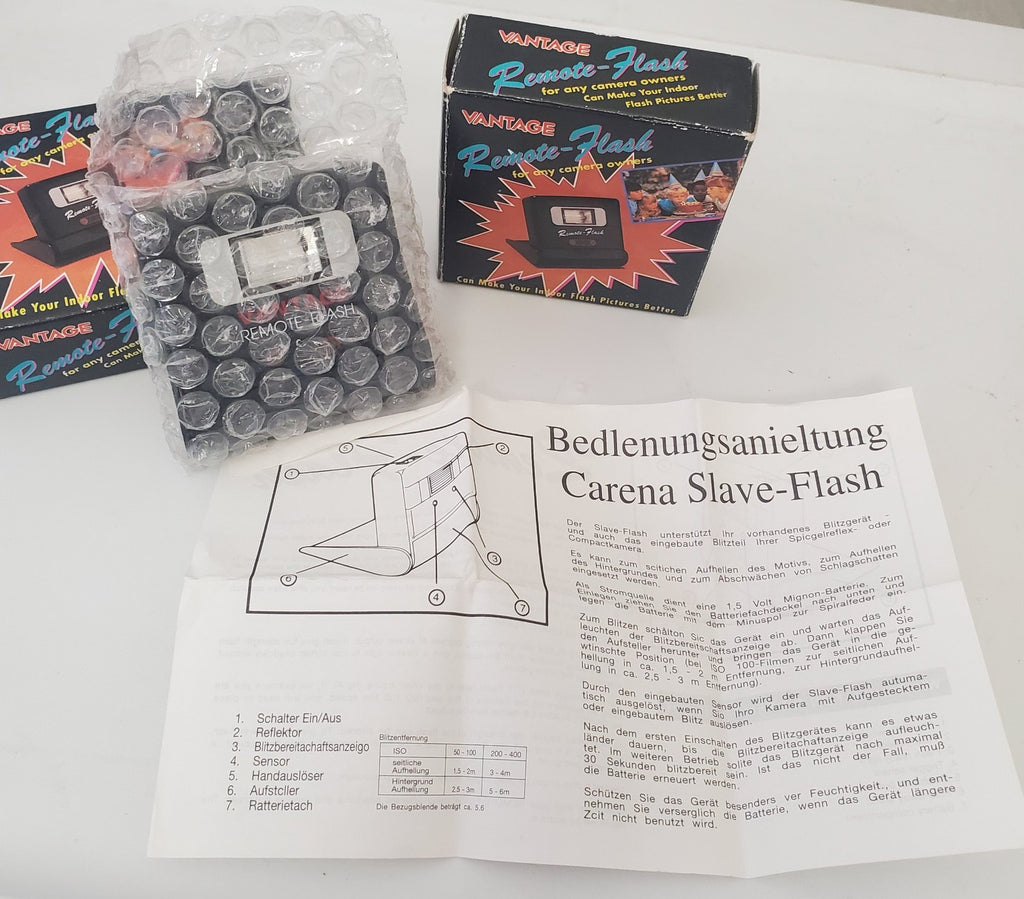 VANTAGE
Remote-Flash
for any camera owners
Can Make Your Indoor
Flash Pictures Better
VANTAGE
Remote-Flash
for any camera owners
Remote-Flash
Can Make Your Indoor Flash Pictures Better
for any camera
Remote-
Make Your Indoor
VANTAGE
Remote-
for any camera
Can
REMOTE-FLASH
Bedlenungsanieltung
Carena Slave-Flash
Der Slave-Flash unterstützt Ihr vorhandenes Blitzgerät -
und auch das eingebaute Blitzteil Ihrer Spicgelreflex- oder
Compactkamera.
Es kann zum scitichen Aufhellen des Motivs, zum Aufhellen
des Hintergrundes und zum Abschwächen von Schlagschatten
eingesetzt werden.
Als Stromquelle dient eine 1,5 Volt Mignon-Batterie. Zum
Einlegen ziehen Sie den Batteriefachdeckel nach unten und
legen die Batterie mit dem Minuspol zur Spiralfeder ein.
Zum Blitzen schälton Sic das Gerät ein und warten das Auf-
leuchten der Blitzbereitschaftsanzeige ab. Dann klappen Sie
den Aufsteller herunter und bringen das Gerät in die ge-
wtinschte Position (bei ISO 100-Filmen zur seitlichen Auf-
hellung in ca. 1,5 - 2 m Entfernung, zur Hintergrundaufhel-
lung in ca. 2,5 - 3 m Entfernung).
Durch den eingebauten Sensor wird der Slave-Flash automa-
tisch ausgelöst, wenn Sie Ihro Kamera mit Aufgestecktem
oder eingebautem Blitz auslösen.
Nach dem ersten Einschalten des Blitzgerätes kann es etwas
länder dauern, bis die Blitzbereitschaftanzeige aufleuch-
tet. Im weiteren Betrieb solite das Blitzgerät nach maximal
30 Sekunden blitzbereit sein. Ist das nicht der Fall, muß
die Batterie erneuert werden.
Schützen Sie das Gerät besenders ver Feuchtigkeit., und ent-
nehmen Sie verserglich die Batterie, wenn das Gerät längere
Zcit nicht benutzt wird.
5
2
1
3
6
4
7
1. Schalter Ein/Aus
2. Reflektor
3. Blitzbereitachaftsanzeigo
4. Sensor
5. Handauslöser
6. Aufstcller
7. Ratterietach
Blitzentfernung
ISO 50 - 100 200 - 400
seitliche
Aufhellung 1,5 - 2m 3 - 4m
Hintergrund
Aufhellung 2.5 - 3m 5 - 6m
Die Bezugsblende beträgt ca. 5.6